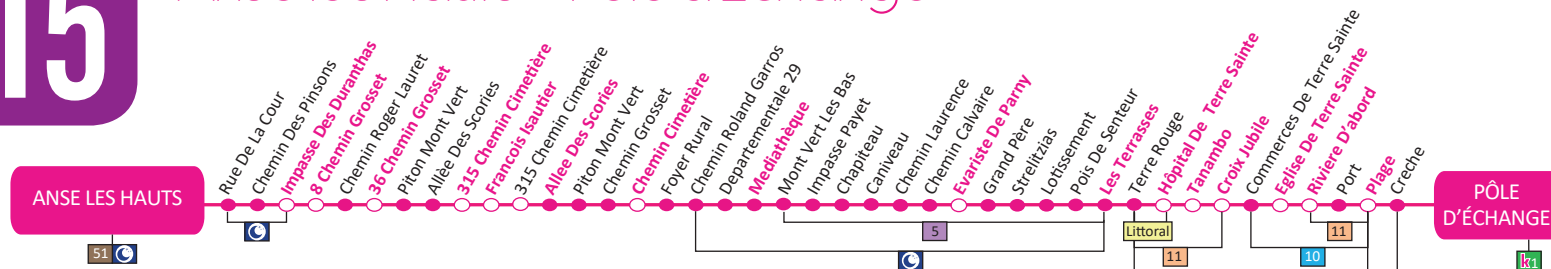 15
ANSE LES HAUTS
Rue De La Cour
Chemin Des Pinsons
Impasse Des Duranthas
8 Chemin Grosset
Chemin Roger Lauret
36 Chemin Grosset
Piton Mont Vert
Allèe Des Scories
315 Chemin Cimetière
Francois Isautier
315 Chemin Cimetière
Allee Des Scories
Piton Mont Vert
Chemin Grosset
Chemin Cimetière
Foyer Rural
Chemin Roland Garros
Departementale 29
Mediathèque
Mont Vert Les Bas
Impasse Payet
Chapiteau
Caniveau
Chemin Laurence
Chemin Calvaire
Evariste De Parny
Grand Père
Strelitzias
Lotissement
Pois De Senteur
Les Terrasses
Terre Rouge
Hôpital De Terre Sainte
Tanambo
Croix Jubile
Commerces De Terre Sainte
Eglise De Terre Sainte
Riviere D'abord
Port
Plage
Creche
PÔLE
D'ÉCHANGE
5
Littoral
11
51
11
10
k1